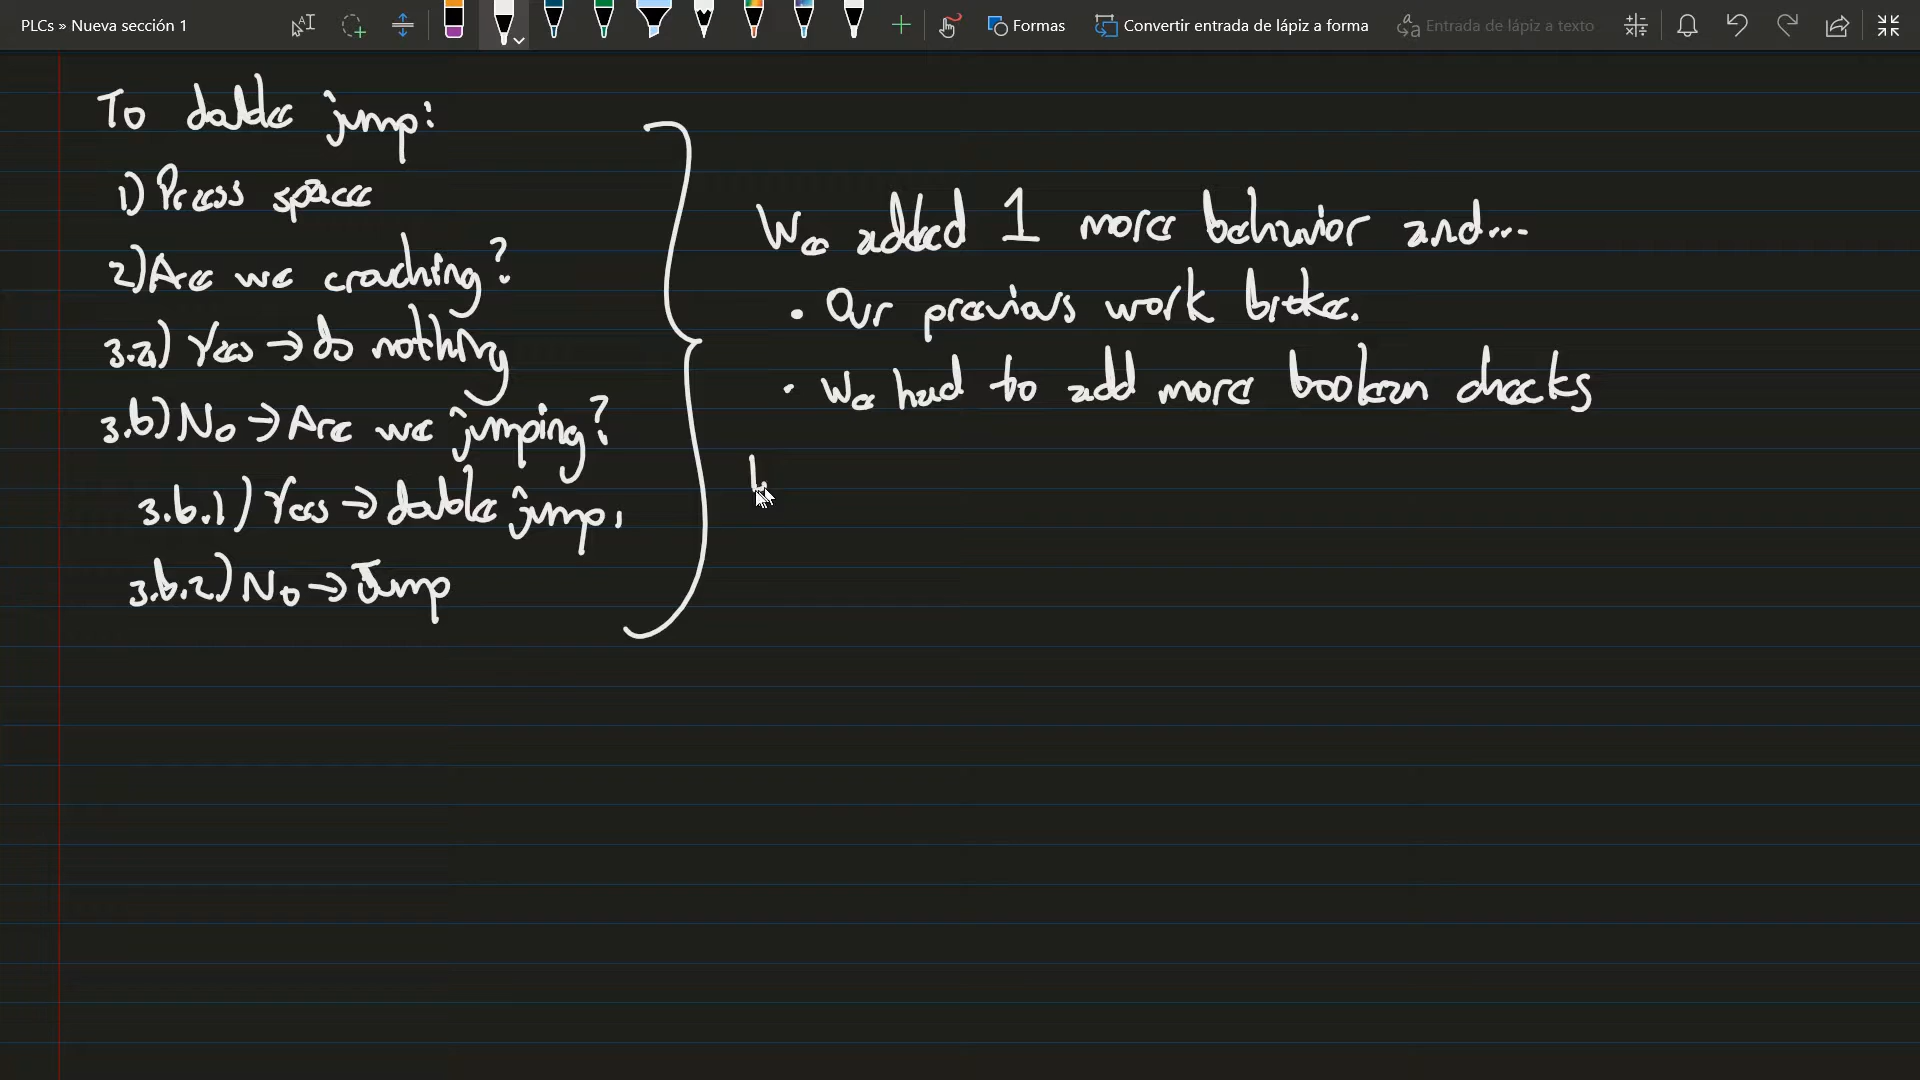 PLCs » Nueva sección 1
Formas
Convertir entrada de lápiz a forma
Entrada de lápiz a texto
To double jump:
1) Press space
2) Are we crouching?
3.a) Yes → do nothing
3.b) No → Are we jumping?
3.b.1) Yes → double jump.
3.b.2) No → Jump
We added 1 more behavior and...
• Our previous work broke.
• We had to add more boolean checks